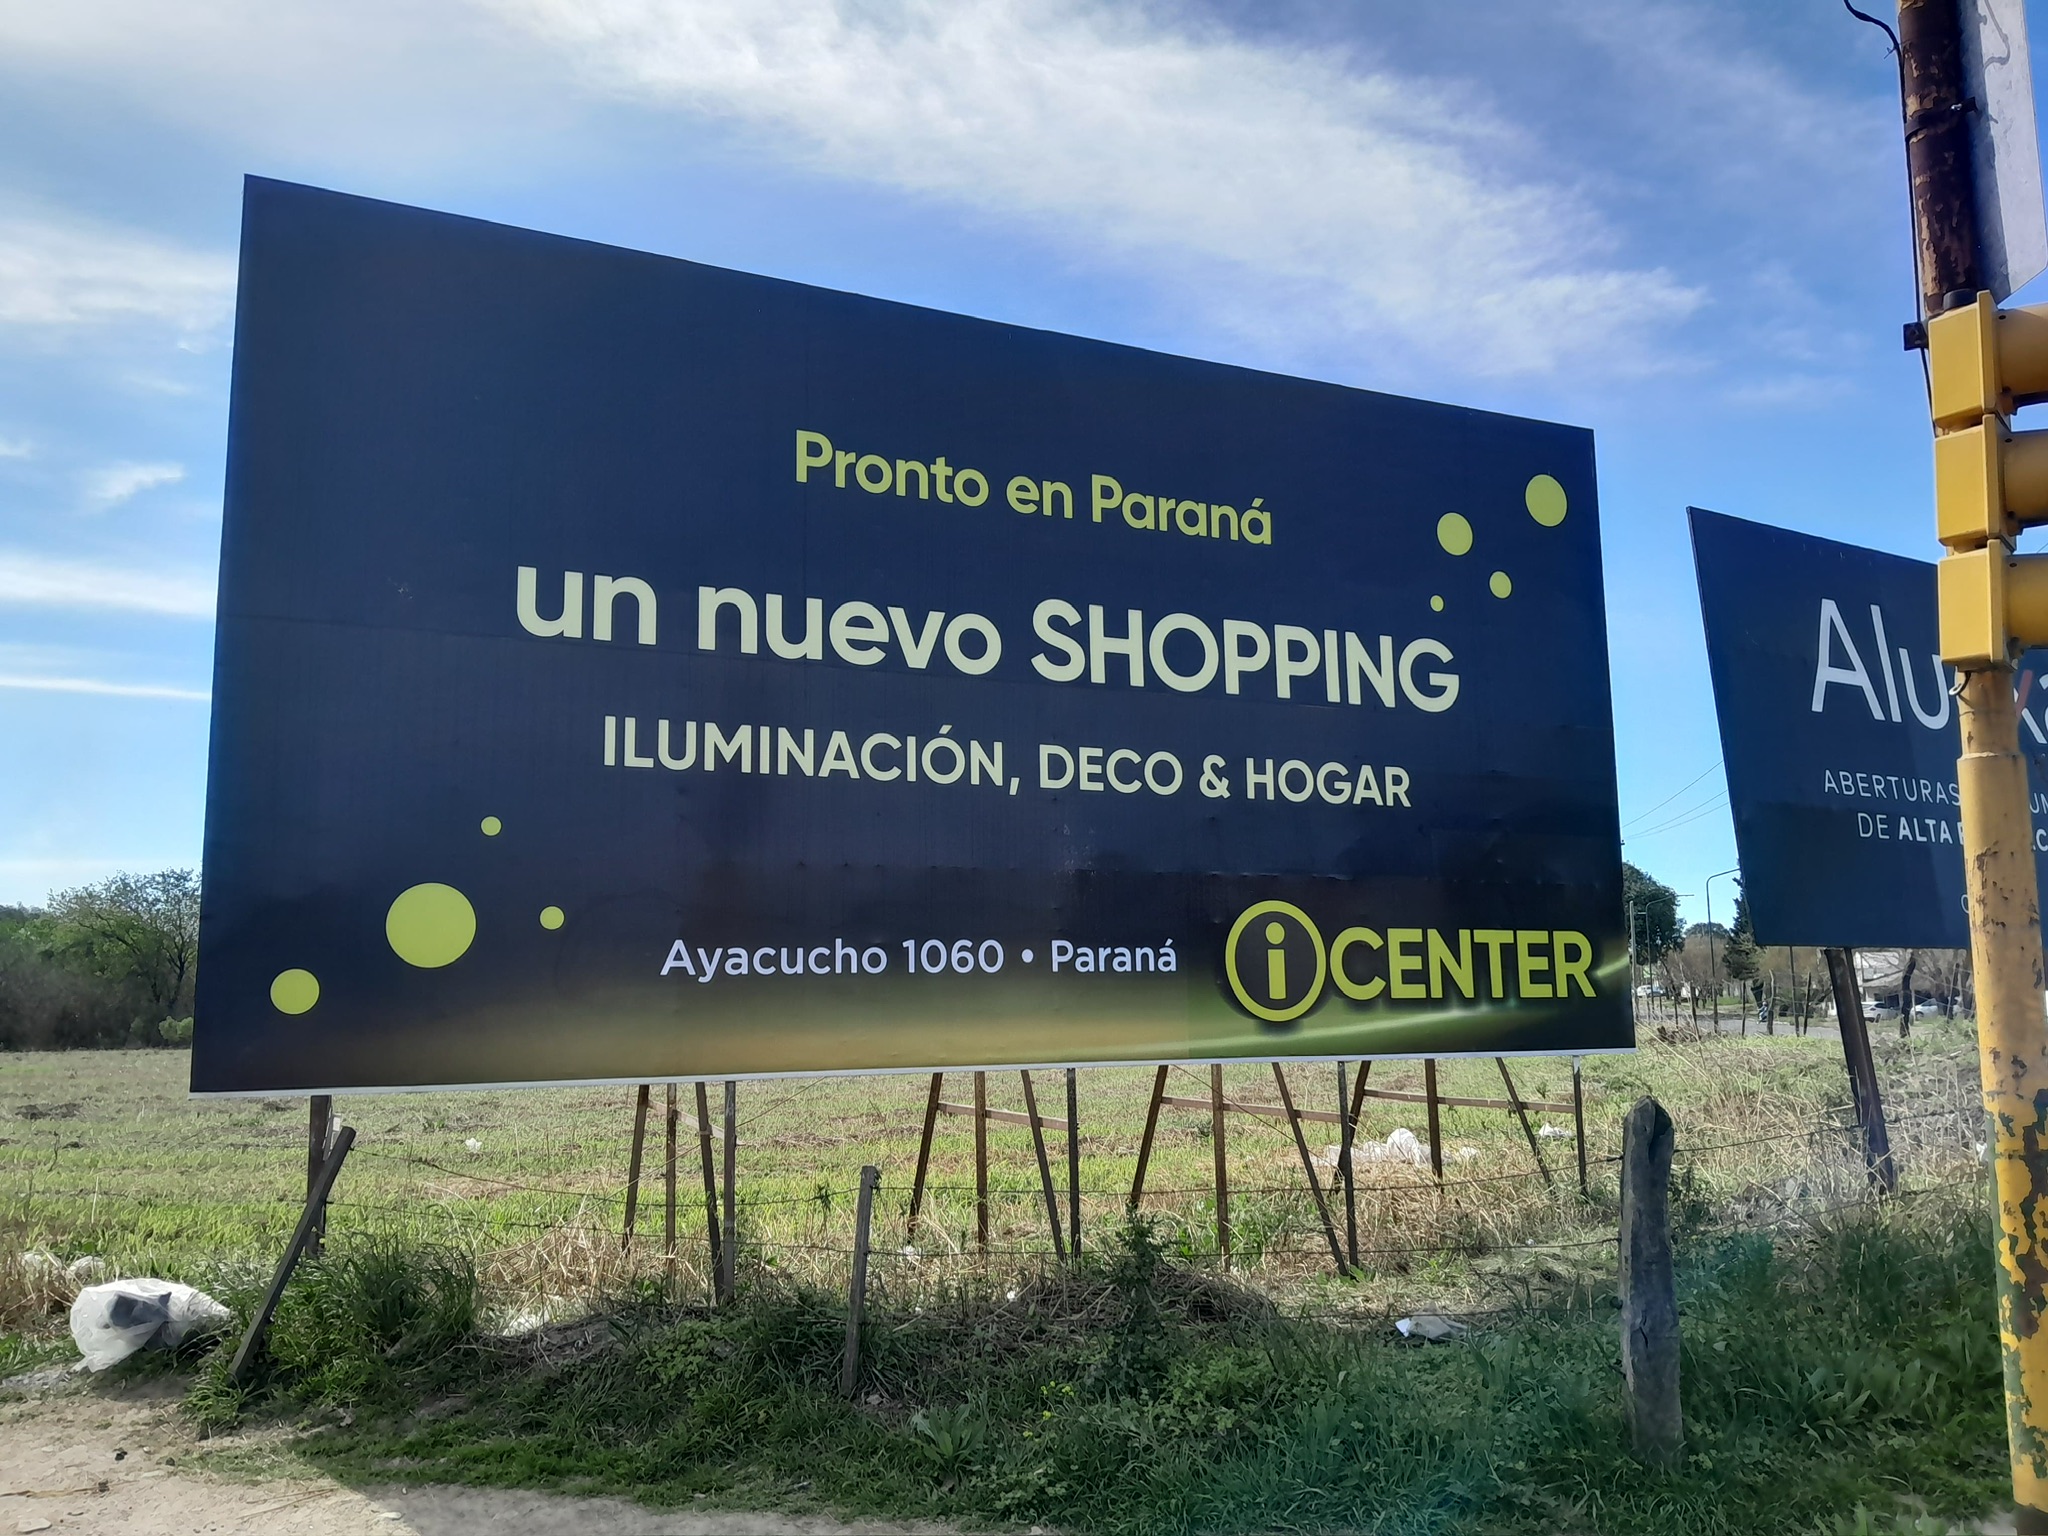 Pronto en Paraná
un nuevo SHOPPING
ILUMINACIÓN, DECO & HOGAR
Ayacucho 1060 • Paraná
iCENTER
ABERTURAS
DE ALTA